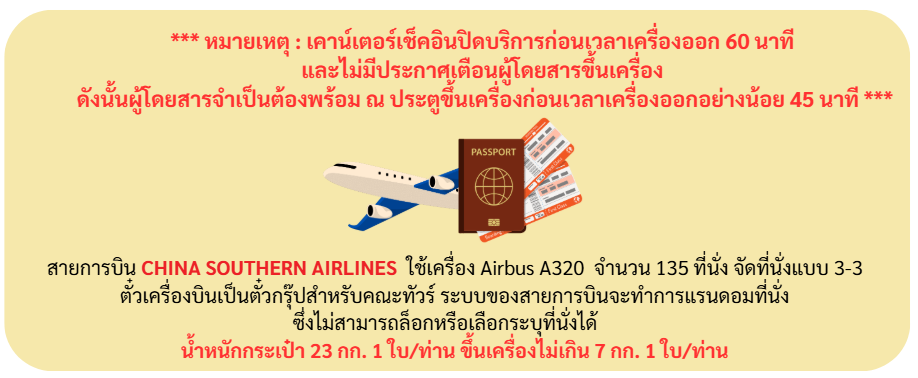 *** หมายเหตุ : เคาน์เตอร์เช็คอินปิดบริการก่อนเวลาเครื่องออก 60 นาที
และไม่มีประกาศเตือนผู้โดยสารขึ้นเครื่อง
ดังนั้นผู้โดยสารจำเป็นต้องพร้อม ณ ประตูขึ้นเครื่องก่อนเวลาเครื่องออกอย่างน้อย 45 นาที ***
PASSPORT
สายการบิน CHINA SOUTHERN AIRLINES ใช้เครื่อง Airbus A320 จำนวน 135 ที่นั่ง จัดที่นั่งแบบ 3-3
ตั๋วเครื่องบินเป็นตั๋วกรุ๊ปสำหรับคณะทัวร์ ระบบของสายการบินจะทำการแรนดอมที่นั่ง
ซึ่งไม่สามารถล็อกหรือเลือกระบุที่นั่งได้
น้ำหนักกระเป๋า 23 กก. 1 ใบ/ท่าน ขึ้นเครื่องไม่เกิน 7 กก. 1 ใบ/ท่าน